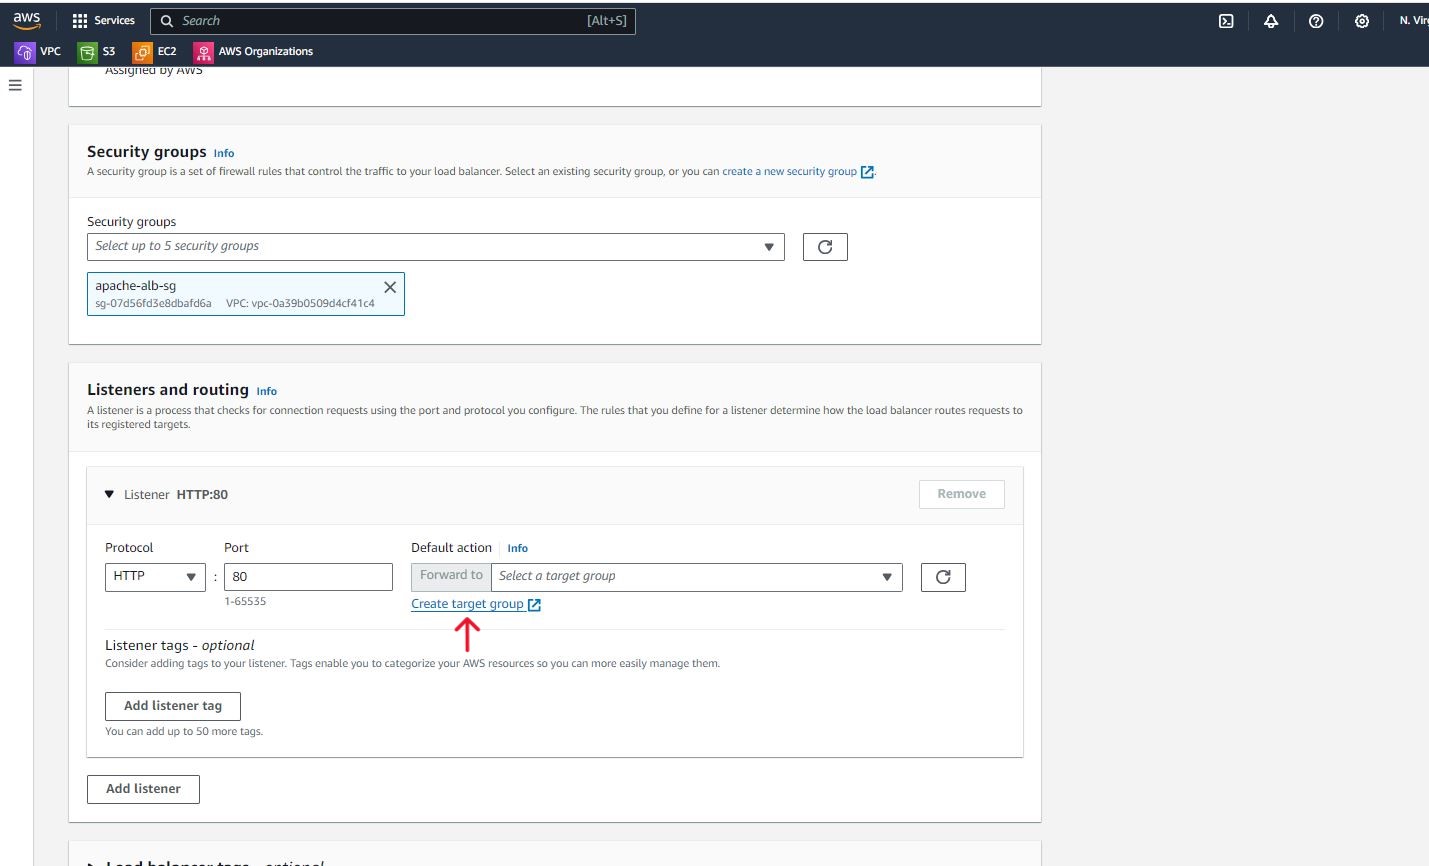 aws
Services
Search
[Alt+S]
N. Vir
VPC
S3
EC2
AWS Organizations
Assigned by AWS
Security groups Info
A security group is a set of firewall rules that control the traffic to your load balancer. Select an existing security group, or you can create a new security group.
Security groups
Select up to 5 security groups
apache-alb-sg
sg-07d56fd3e8dbafd6a VPC: vpc-0a39b0509d4cf41c4
Listeners and routing Info
A listener is a process that checks for connection requests using the port and protocol you configure. The rules that you define for a listener determine how the load balancer routes requests to
its registered targets.
Listener HTTP:80
Remove
Protocol Port Default action Info
HTTP : 80 Forward to Select a target group
1-65535 Create target group
Listener tags - optional
Consider adding tags to your listener. Tags enable you to categorize your AWS resources so you can more easily manage them.
Add listener tag
You can add up to 50 more tags.
Add listener
Load balancer tags - optional